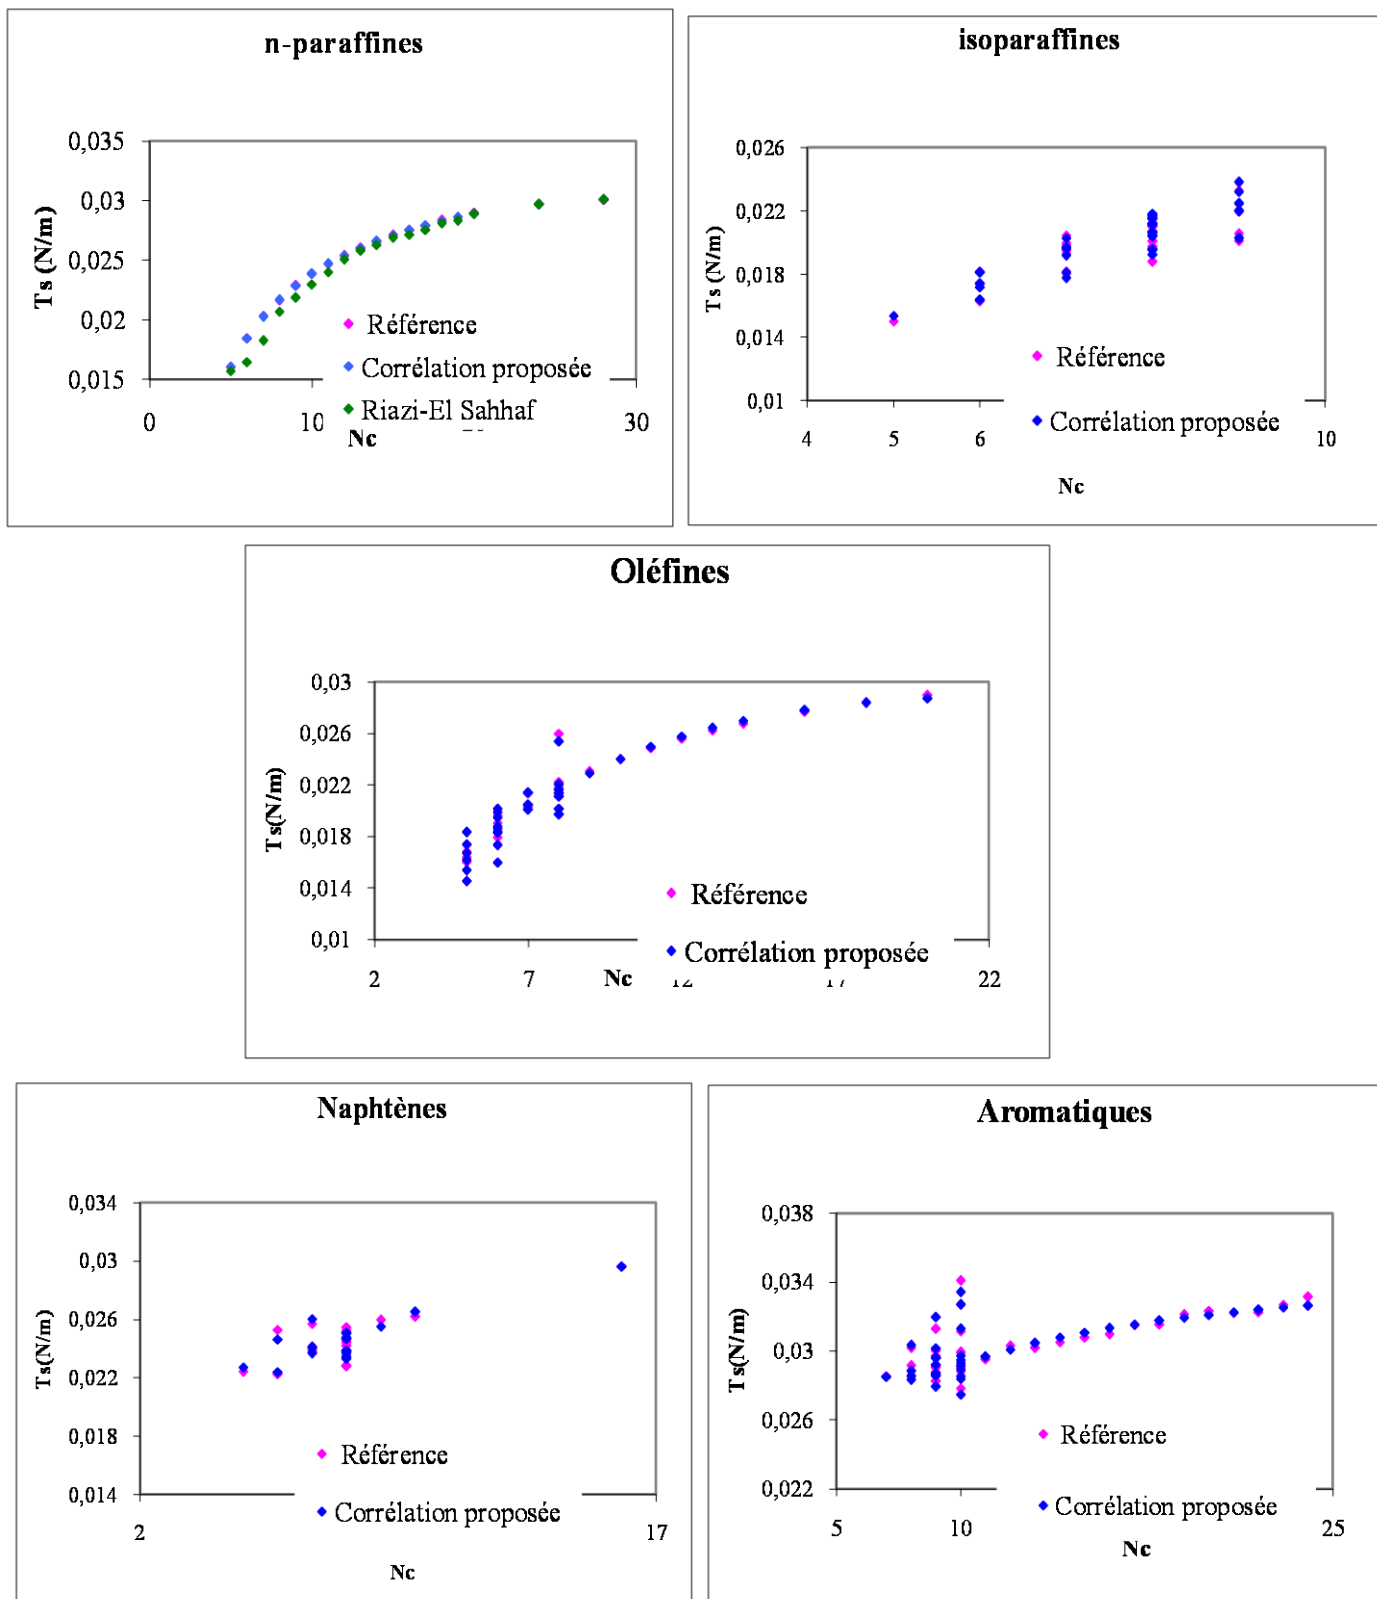 n-paraffines
0,035
0,03
0,025
0,02
0,015
Ts (N/m)
Référence
Corrélation proposée
Riazi-El Sahhaf
0
10
30
Nc
isoparaffines
0,026
0,022
0,018
0,014
0,01
Ts (N/m)
Référence
Corrélation proposée
4
5
6
10
Nc
Oléfines
0,03
0,026
0,022
0,018
0,014
0,01
Ts(N/m)
Référence
Corrélation proposée
2
7
Nc
12
17
22
Naphtènes
0,034
0,03
0,026
0,022
0,018
0,014
Ts(N/m)
Référence
Corrélation proposée
2
17
Nc
Aromatiques
0,038
0,034
0,03
0,026
0,022
Ts(N/m)
Référence
Corrélation proposée
5
10
25
Nc